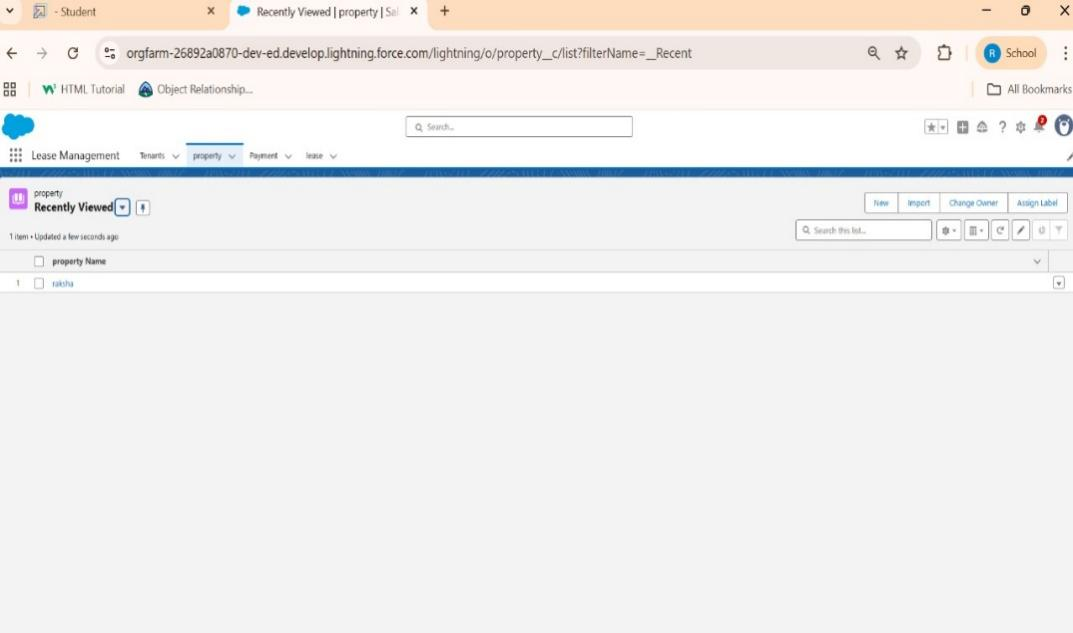 - Student
Recently Viewed | property | Sal
orgfarm-26892a0870-dev-ed.develop.lightning.force.com/lightning/o/property__c/list?filterName=__Recent
R School
HTML Tutorial
Object Relationship...
All Bookmarks
Search...
2
Lease Management Tenants property Payment lease
property
Recently Viewed
New Import Change Owner Assign Label
1 item • Updated a few seconds ago
Search this list...
property Name
1 raksha